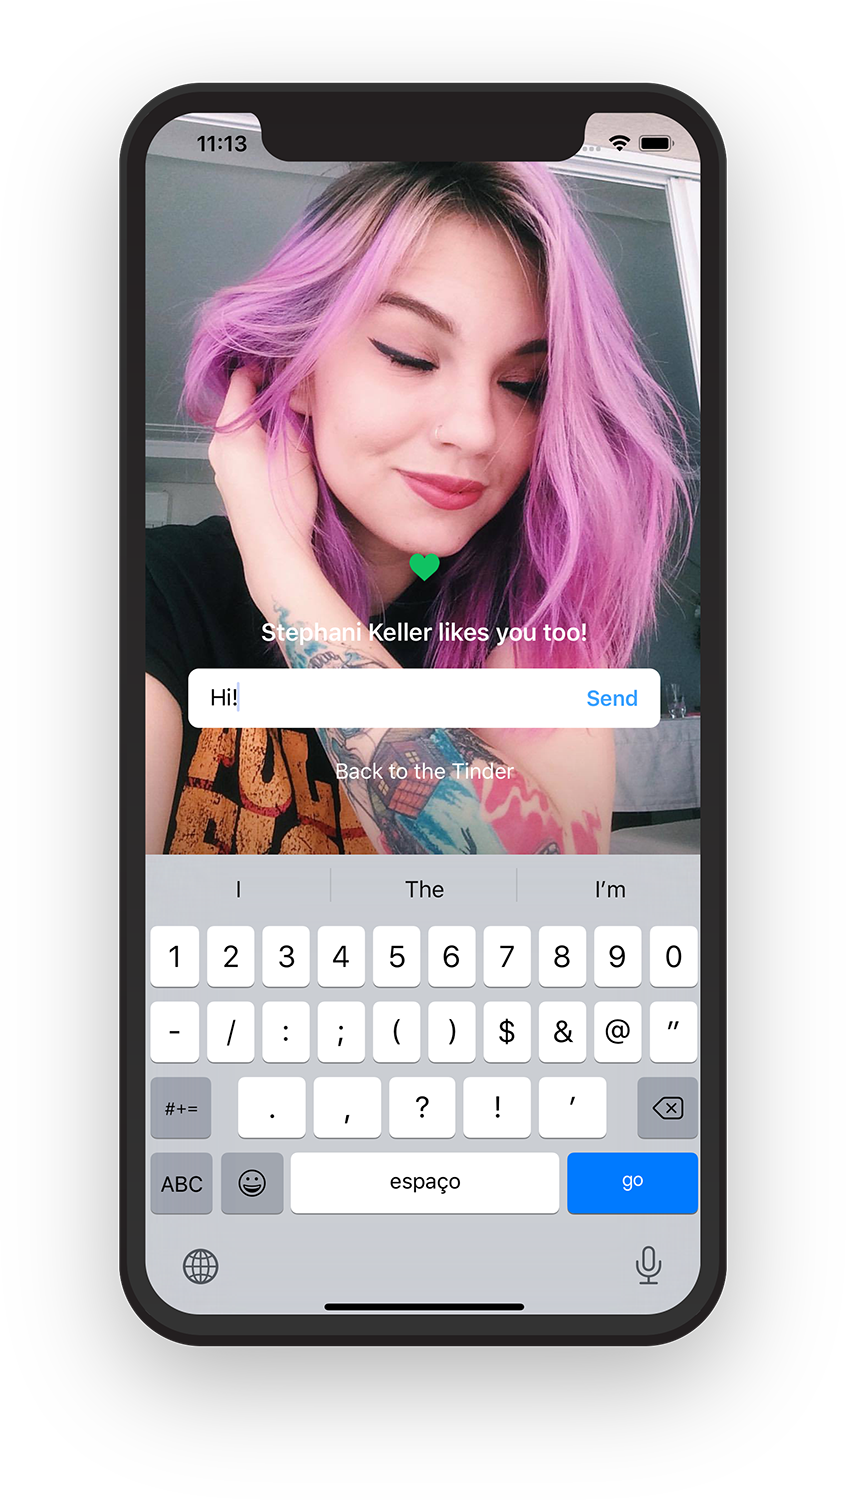 11:13
Stephani Keller likes you too!
Hi!
Send
Back to the Tinder
I
The
I’m
1 2 3 4 5 6 7 8 9 0
- / : ; ( ) $ & @ "
#+= . , ? ! ’
ABC espaço go